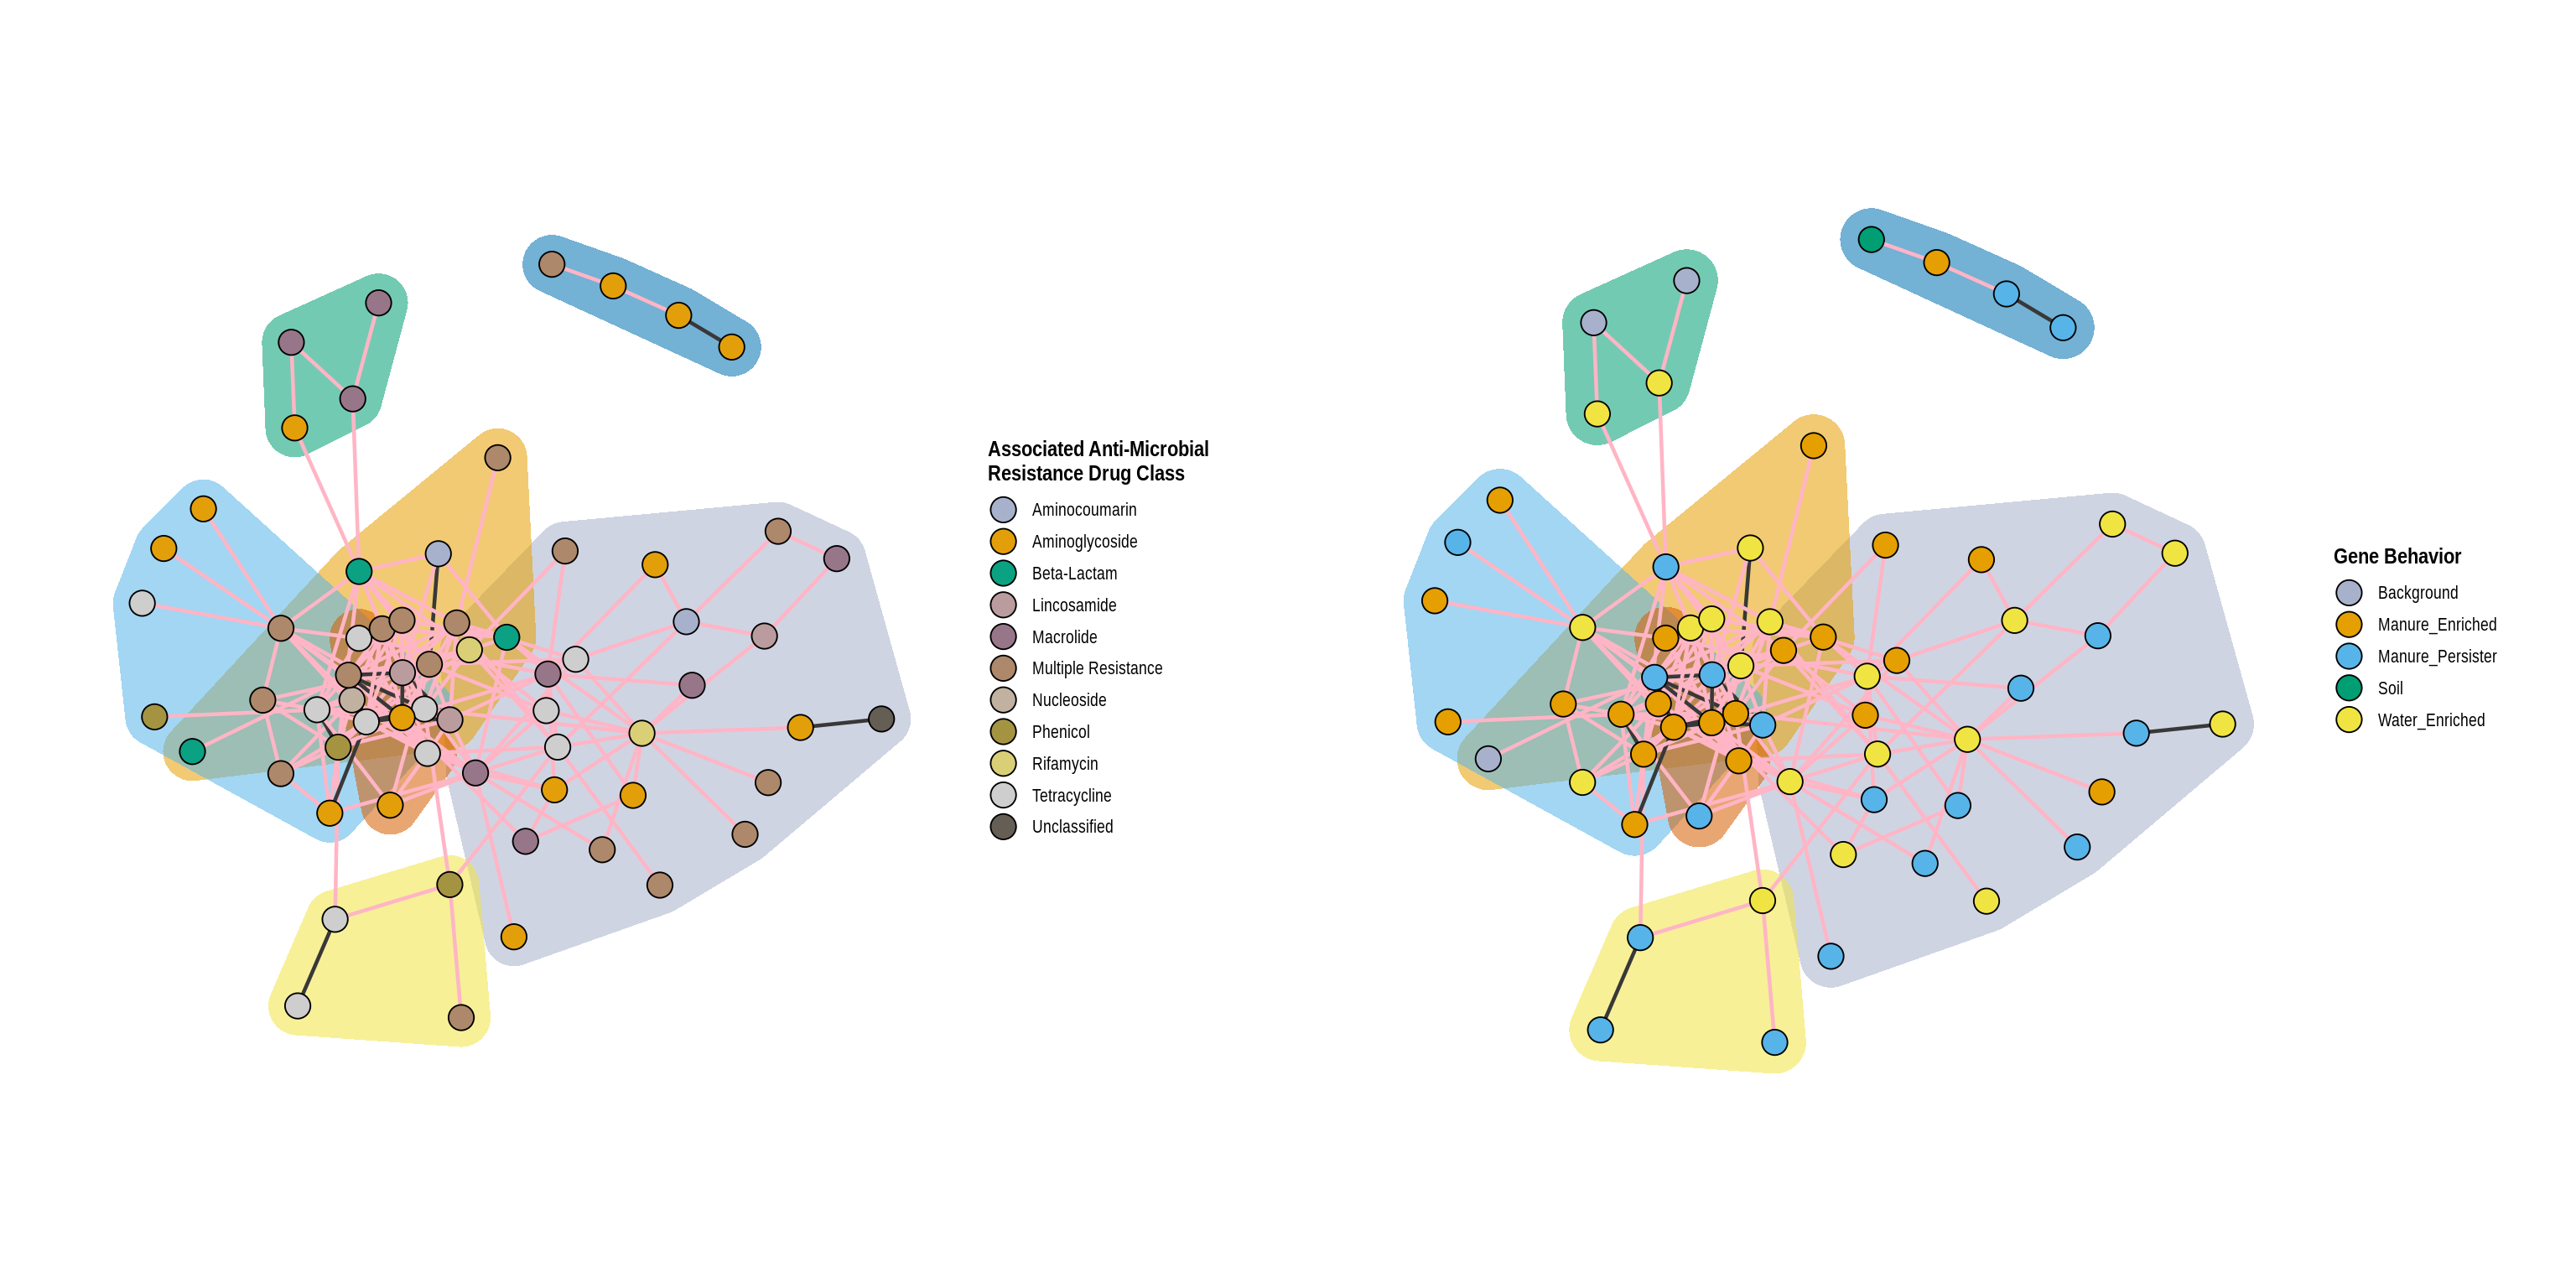 Associated Anti-Microbial
Resistance Drug Class
Aminocoumarin
Aminoglycoside
Beta-Lactam
Lincosamide
Macrolide
Multiple Resistance
Nucleoside
Phenicol
Rifamycin
Tetracycline
Unclassified
Gene Behavior
Background
Manure_Enriched
Manure_Persister
Soil
Water_Enriched